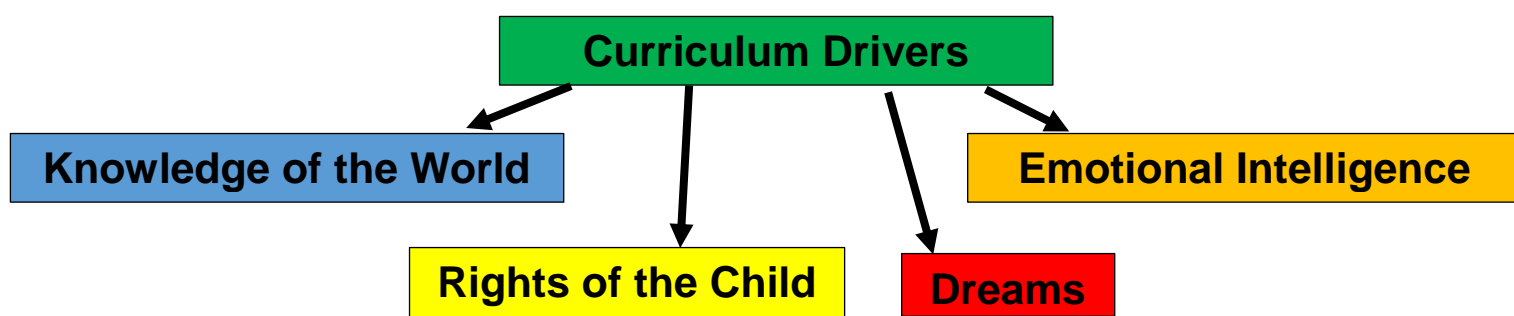 Curriculum Drivers
Knowledge of the World
Emotional Intelligence
Rights of the Child
Dreams